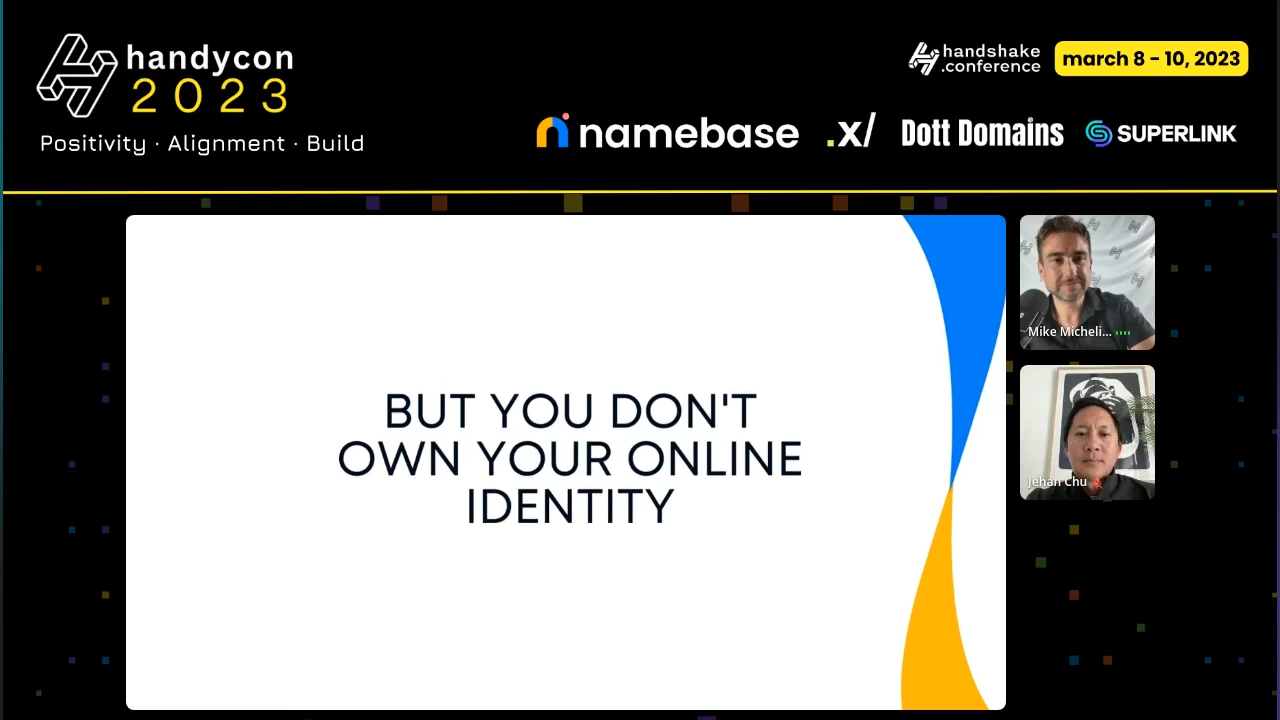 handycon
2023
Positivity · Alignment · Build
handshake
.conference
march 8 - 10, 2023
namebase
.x/
Dott Domains
SUPERLINK
BUT YOU DON'T
OWN YOUR ONLINE
IDENTITY
Mike Micheli...
Jehan Chu